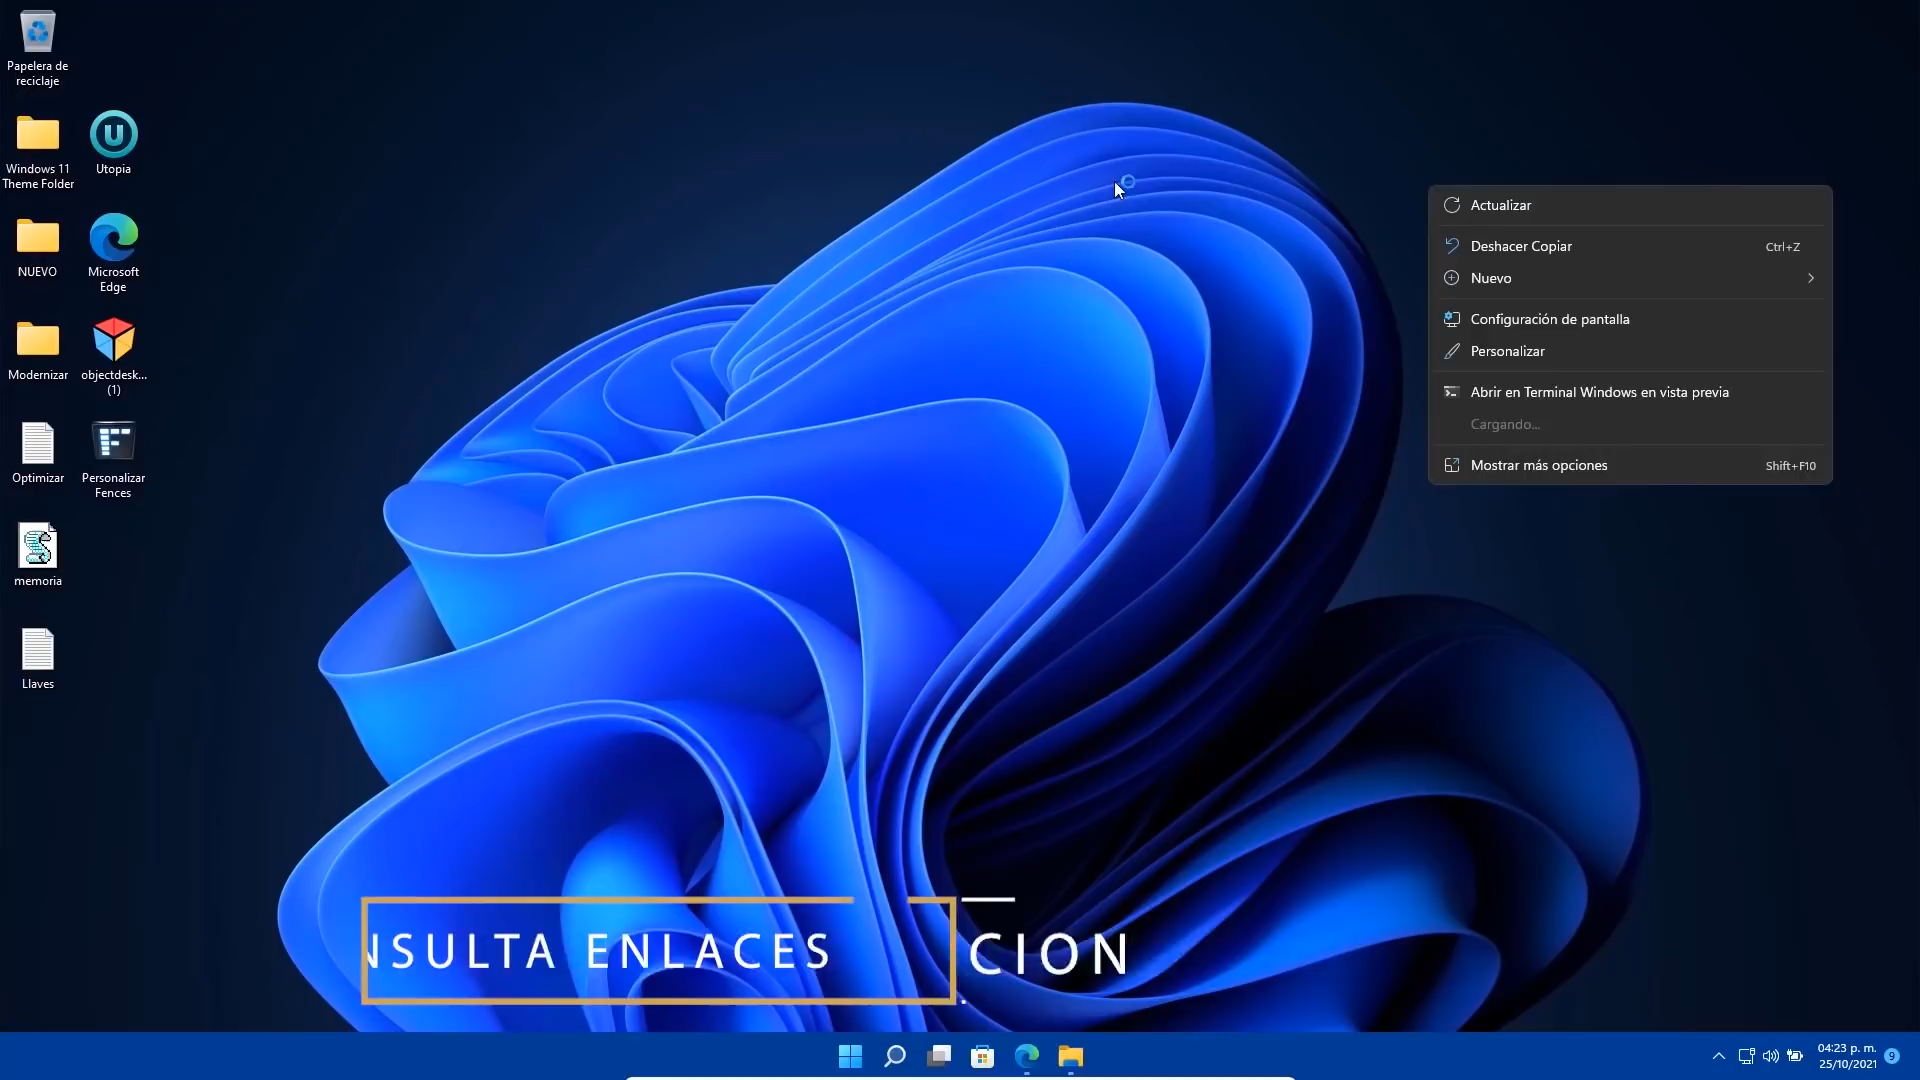 Papelera de
reciclaje
Windows 11
Theme Folder
Utopia
NUEVO
Microsoft
Edge
Modernizar
objectdesk...
(1)
Optimizar
Personalizar
Fences
memoria
Llaves
Actualizar
Deshacer Copiar Ctrl+Z
Nuevo
Configuración de pantalla
Personalizar
Abrir en Terminal Windows en vista previa
Cargando...
Mostrar más opciones Shift+F10
NSULTA ENLACES
CION
04:23 p. m.
25/10/2021
9